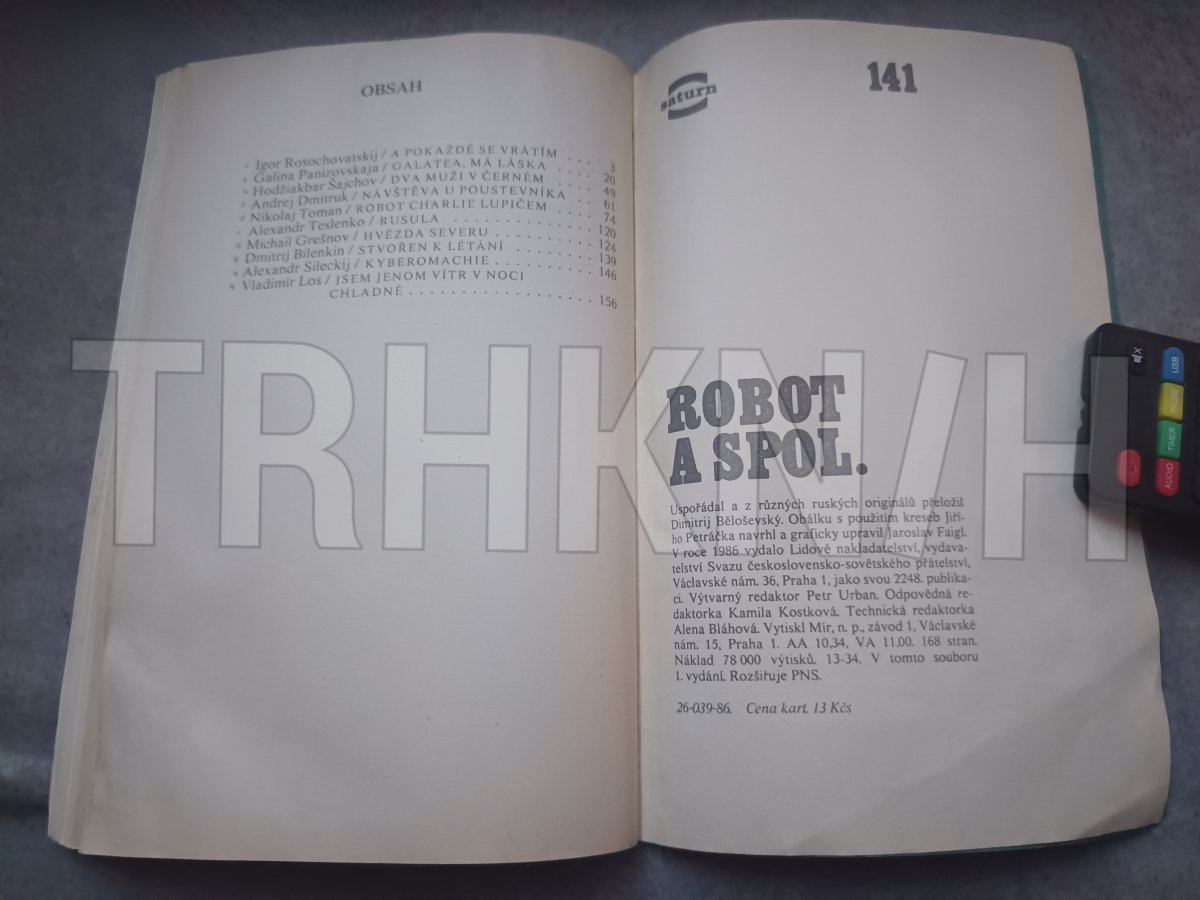 OBSAH
Igor Rosochovatskij / A POKAŽDÉ SE VRÁTÍM . . . 3
Galina Panizovskaja / GALATEA, MÁ LÁSKA . . . . 20
Hodžiakbar Šajchov / DVA MUŽI V ČERNÉM . . . . 49
Andrej Dmitruk / NÁVŠTĚVA U POUSTEVNÍKA . . 61
Nikolaj Toman / ROBOT CHARLIE LUPIČEM . . . . 74
Alexandr Teslenko / RUSULA . . . . . . . . . . . . . 120
Michail Grešnov / HVĚZDA SEVERU . . . . . . . . . 124
Dmitrij Bilenkin / STVOŘEN K LÉTÁNÍ . . . . . . . 139
Alexandr Sileckij / KYBEROMACHIE . . . . . . . . . 146
Vladimír Los / JSEM JENOM VÍTR V NOCI
CHLADNÉ . . . . . . . . . . . . . . . . . . 156
saturn
141
ROBOT
A SPOL.
Uspořádal a z různých ruských originálů přeložil
Dimitrij Běloševský. Obálku s použitím kreseb Jiří-
ho Petráčka navrhl a graficky upravil Jaroslav Faigl.
V roce 1986 vydalo Lidové nakladatelství, vydava-
telství Svazu československo-sovětského přátelství,
Václavské nám. 36, Praha 1, jako svou 2248. publika-
ci. Výtvarný redaktor Petr Urban. Odpovědná re-
daktorka Kamila Kostková. Technická redaktorka
Alena Bláhová. Vytiskl Mír, n. p., závod 1, Václavské
nám. 15, Praha 1. AA 10,34, VA 11,00. 168 stran.
Náklad 78 000 výtisků. 13-34. V tomto souboru
1. vydání. Rozšiřuje PNS.
26-039-86. Cena kart. 13 Kčs
TRHKN/H
USB
TIMER
AUDIO